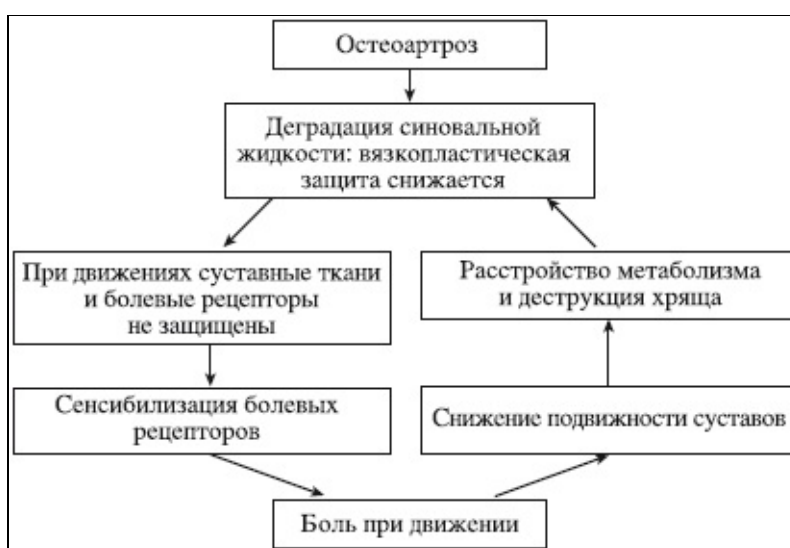 Остеоартроз
Деградация синовальной
жидкости: вязкопластическая
защита снижается
При движениях суставные ткани
и болевые рецепторы
не защищены
Расстройство метаболизма
и деструкция хряща
Сенсибилизация болевых
рецепторов
Снижение подвижности суставов
Боль при движении